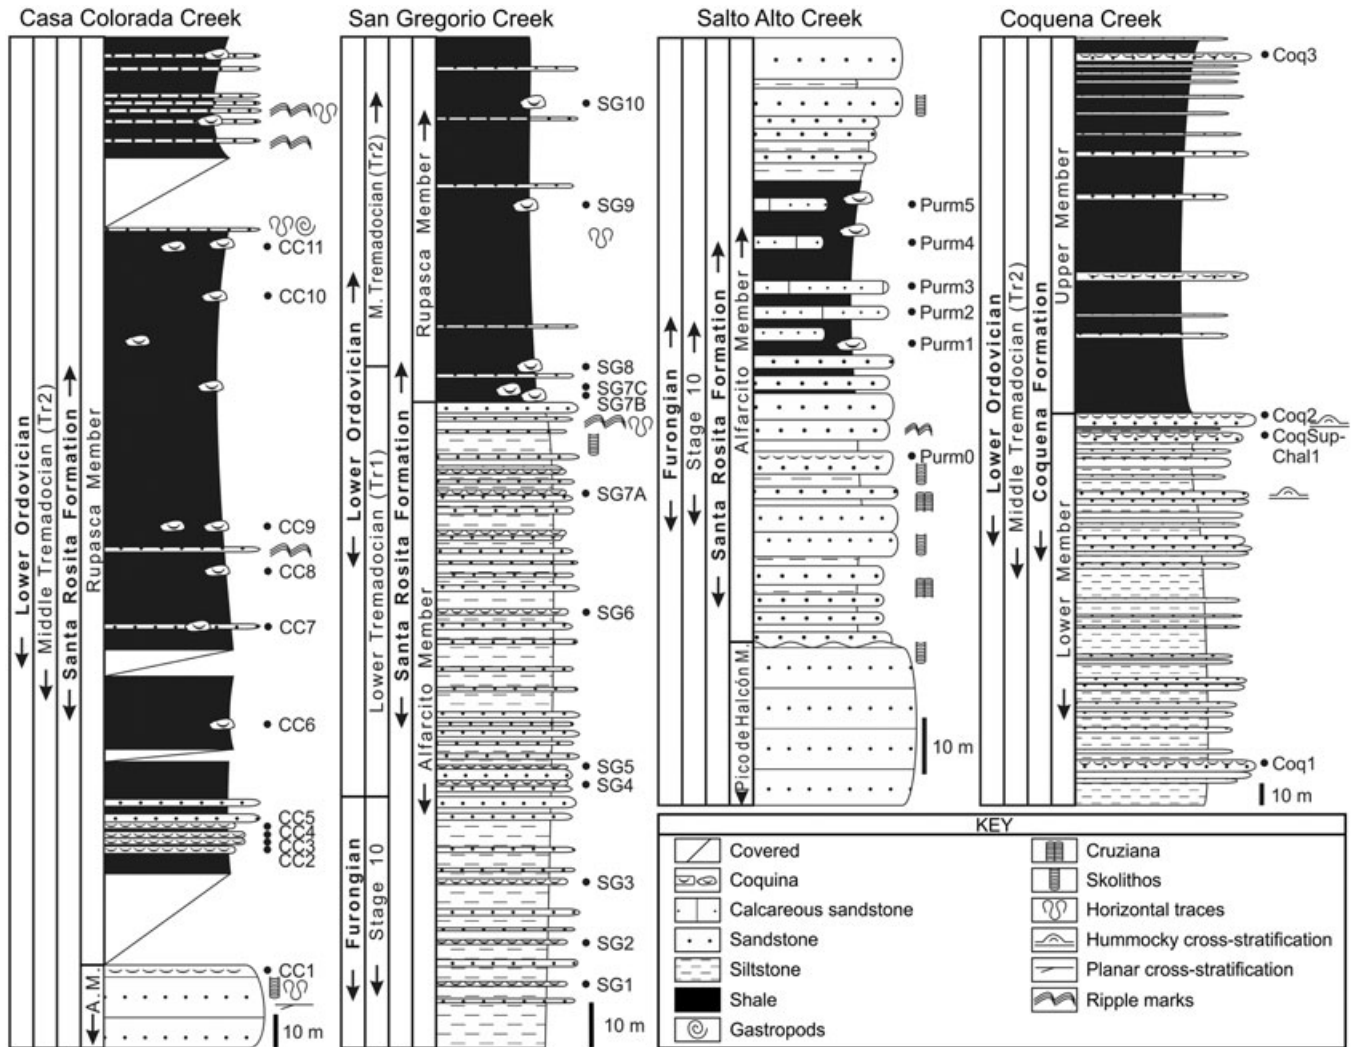 Casa Colorada Creek
San Gregorio Creek
Salto Alto Creek
Coquena Creek
Lower Ordovician
Middle Tremadocian (Tr2)
Santa Rosita Formation
Rupasca Member
A. M.
CC11
CC10
CC9
CC8
CC7
CC6
CC5
CC4
CC3
CC2
CC1
10 m
Lower Ordovician
Furongian
M. Tremadocian (Tr2)
Lower Tremadocian (Tr1)
Stage 10
Santa Rosita Formation
Rupasca Member
Alfarcito Member
SG10
SG9
SG8
SG7C
SG7B
SG7A
SG6
SG5
SG4
SG3
SG2
SG1
10 m
Furongian
Stage 10
Santa Rosita Formation
Alfarcito Member
Pico de Halcón M.
Purm5
Purm4
Purm3
Purm2
Purm1
Purm0
10 m
Lower Ordovician
Middle Tremadocian (Tr2)
Coquena Formation
Upper Member
Lower Member
Coq3
Coq2
CoqSup-
Chal1
Coq1
10 m
KEY
Covered
Coquina
Calcareous sandstone
Sandstone
Siltstone
Shale
Gastropods
Cruziana
Skolithos
Horizontal traces
Hummocky cross-stratification
Planar cross-stratification
Ripple marks